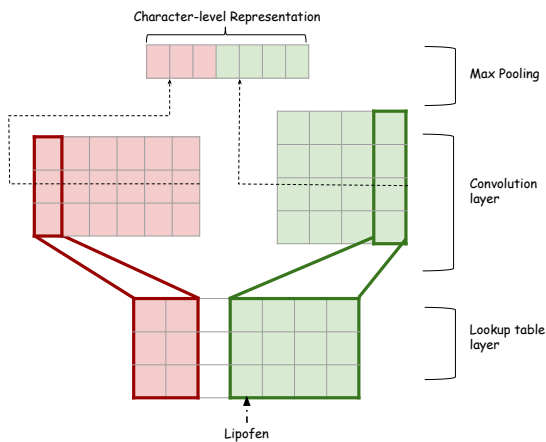 Character-level Representation
Max Pooling
Convolution
layer
Lookup table
layer
Lipofen